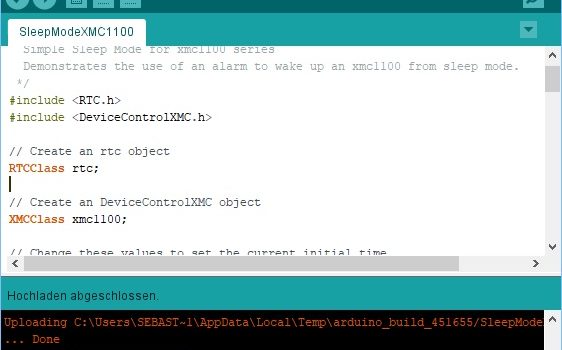 SleepModeXMC1100
Simple Sleep Mode for xmc1100 series
Demonstrates the use of an alarm to wake up an xmc1100 from sleep mode.
*/
#include <RTC.h>
#include <DeviceControlXMC.h>
// Create an rtc object
RTCClass rtc;
// Create an DeviceControlXMC object
XMCClass xmc1100;
// Change these values to set the current initial time
Hochladen abgeschlossen.
Uploading C:\Users\SEBAST~1\AppData\Local\Temp\arduino_build_451655/SleepMode
... Done